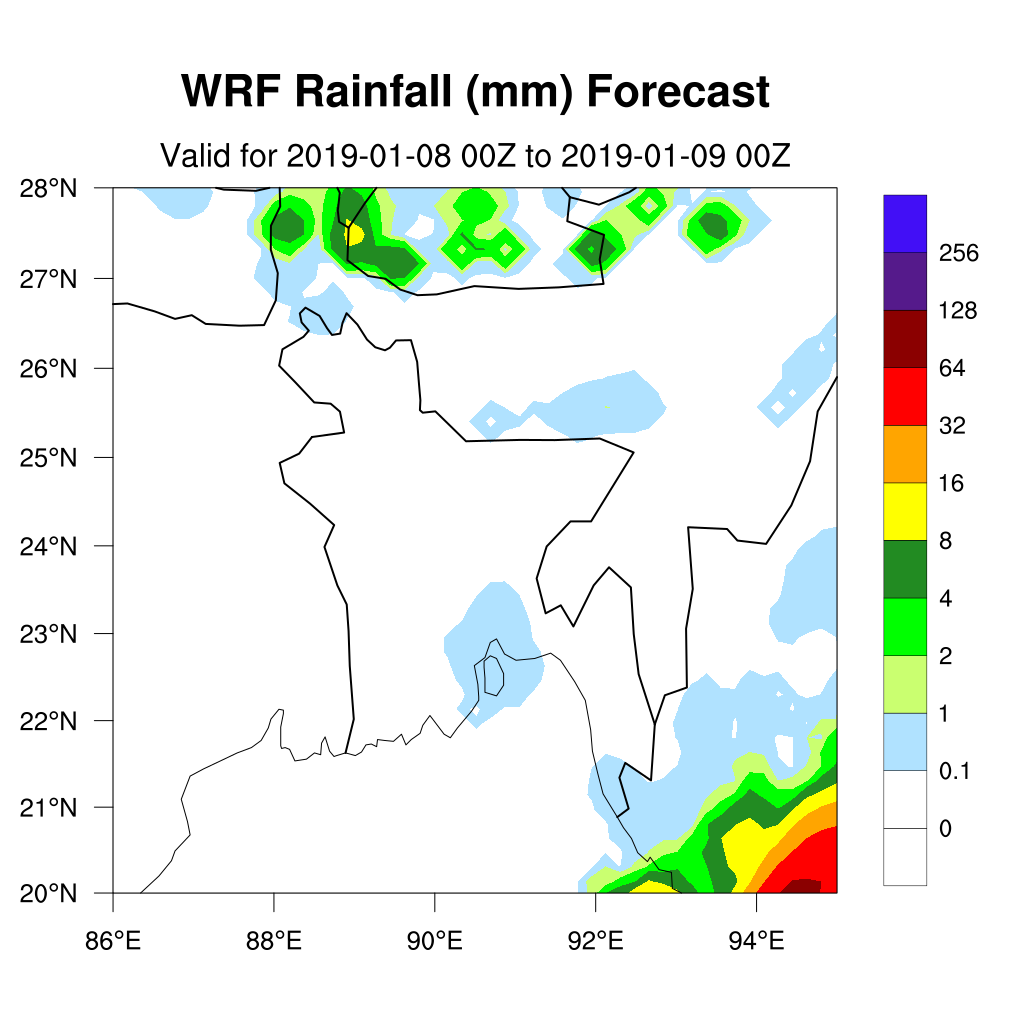 WRF Rainfall (mm) Forecast
Valid for 2019-01-08 00Z to 2019-01-09 00Z
28°N
27°N
26°N
25°N
24°N
23°N
22°N
21°N
20°N
86°E 88°E 90°E 92°E 94°E
256
128
64
32
16
8
4
2
1
0.1
0